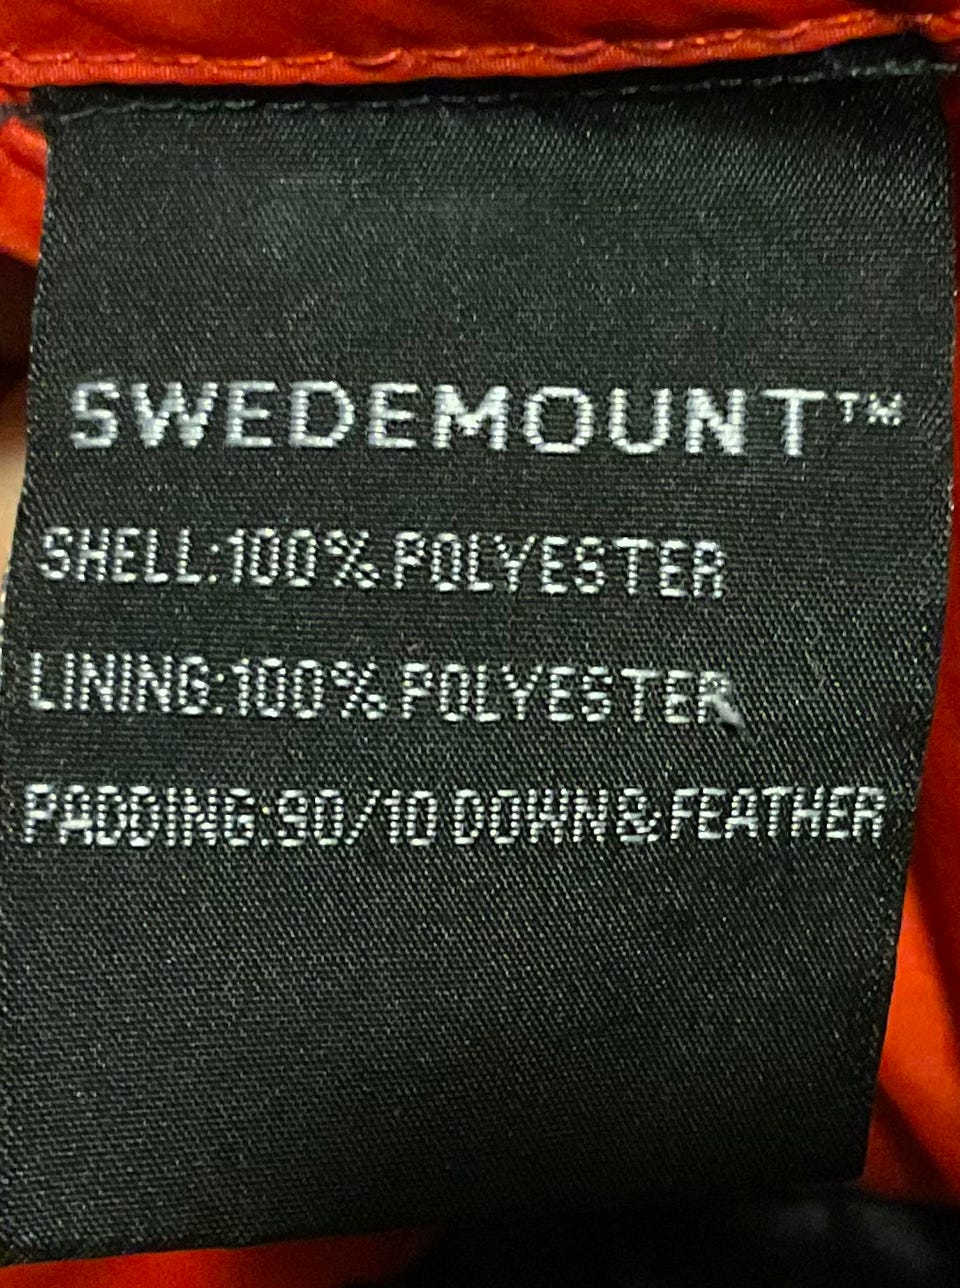 SWEDEMOUNT™
SHELL:100% POLYESTER
LINING:100% POLYESTER
PADDING:90/10 DOWN&FEATHER